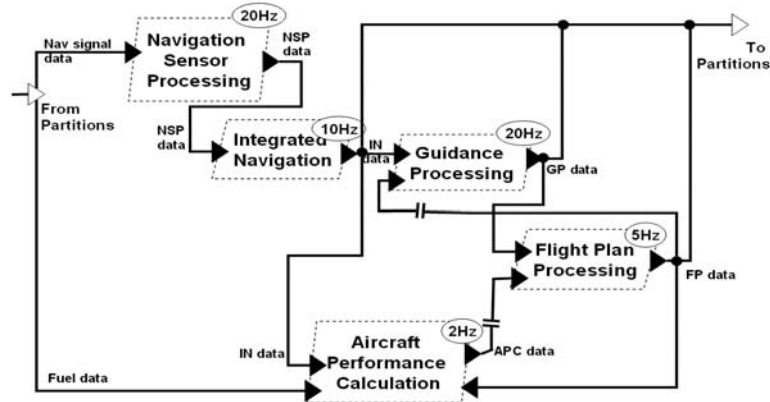 20Hz
Nav signal
data
Navigation
Sensor
Processing
NSP
data
To
Partitions
From
Partitions
NSP
data
10Hz
Integrated
Navigation
IN
data
20Hz
Guidance
Processing
GP data
5Hz
Flight Plan
Processing
FP data
2Hz
Aircraft
Performance
Calculation
IN data
APC data
Fuel data